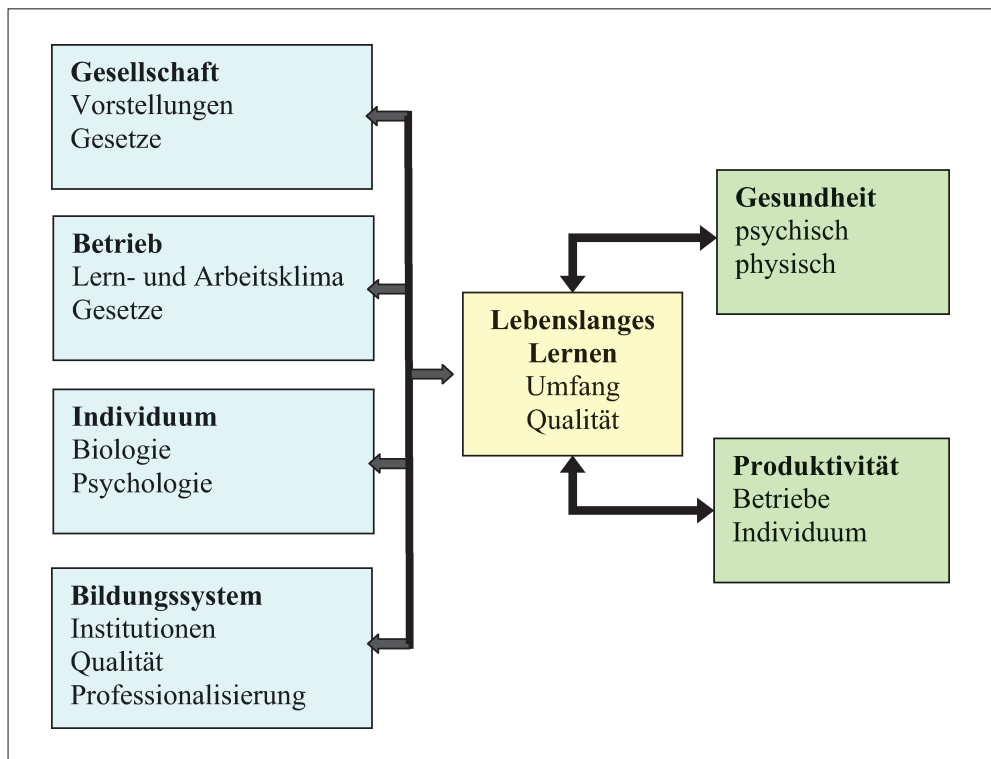 Gesellschaft
Vorstellungen
Gesetze
Betrieb
Lern- und Arbeitsklima
Gesetze
Individuum
Biologie
Psychologie
Bildungssystem
Institutionen
Qualität
Professionalisierung
Lebenslanges
Lernen
Umfang
Qualität
Gesundheit
psychisch
physisch
Produktivität
Betriebe
Individuum